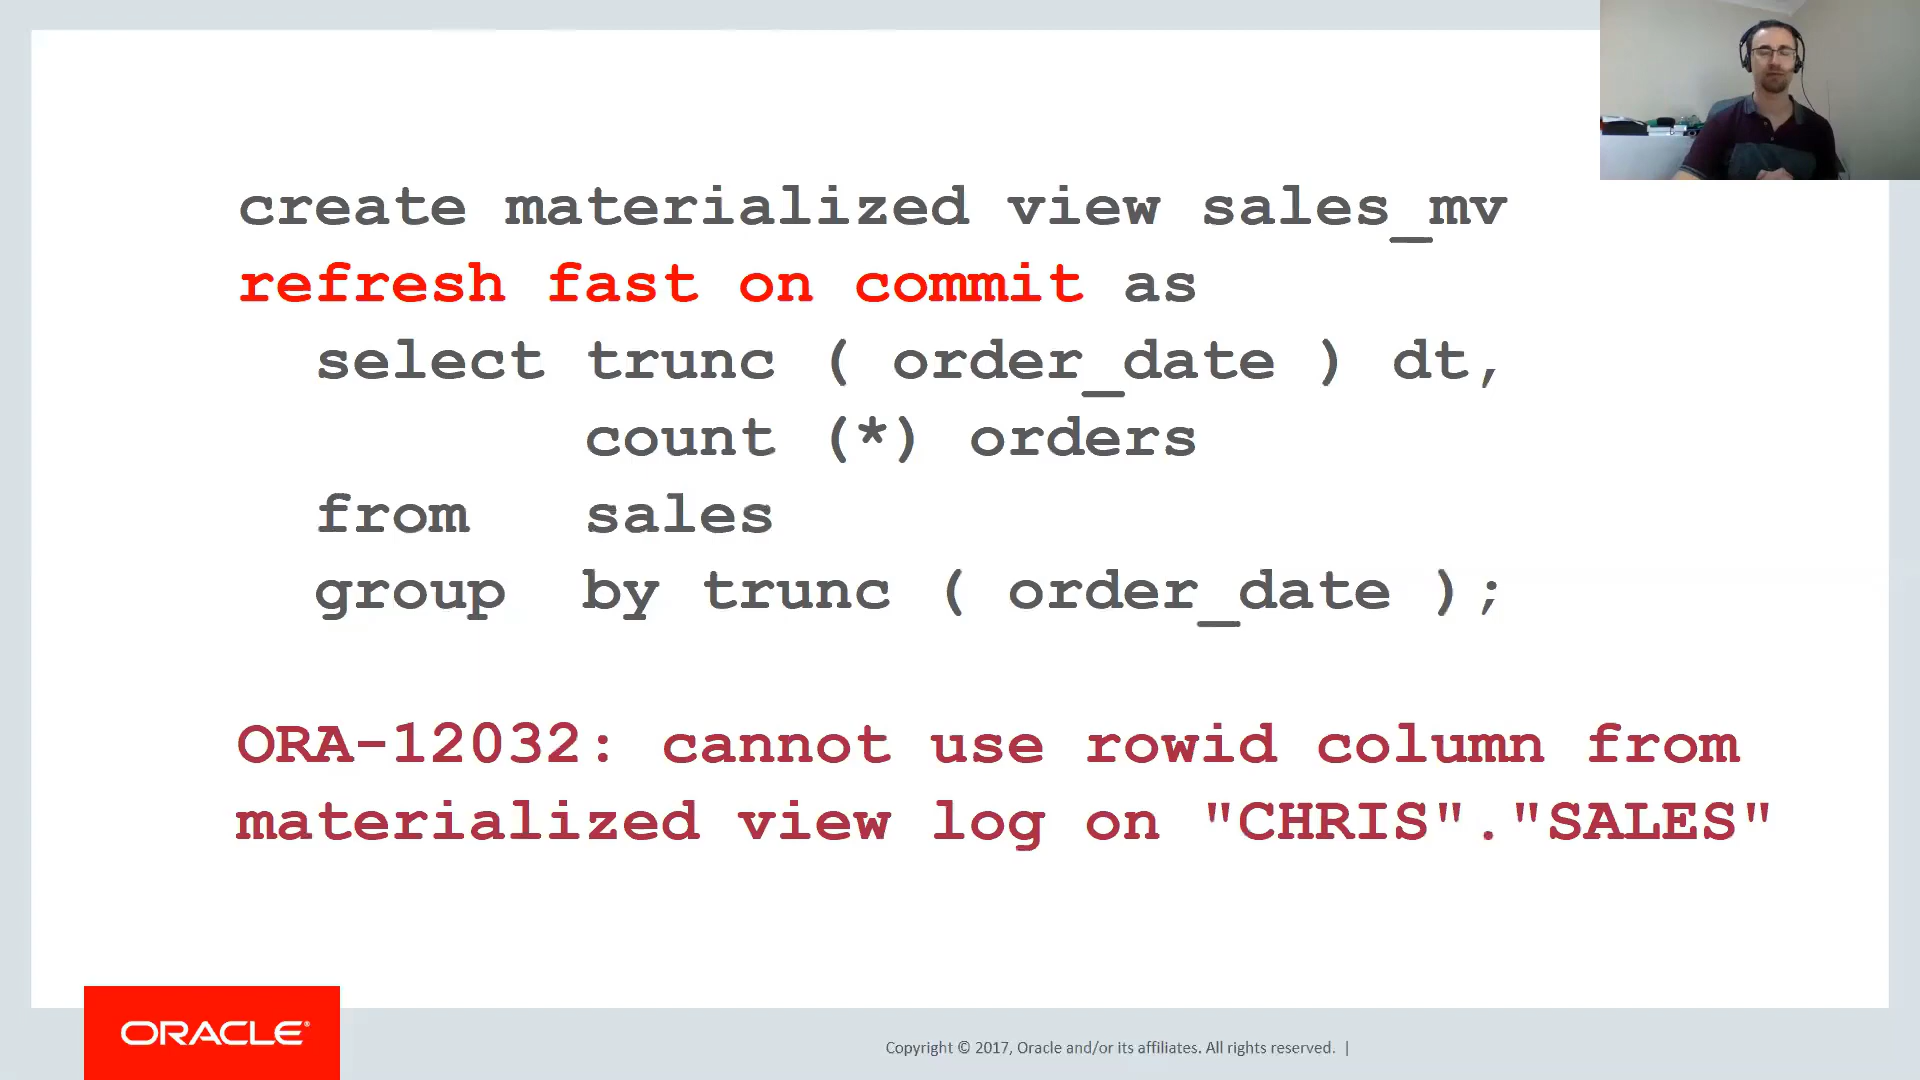 create materialized view sales_mv
refresh fast on commit as
select trunc ( order_date ) dt,
count (*) orders
from sales
group by trunc ( order_date );
ORA-12032: cannot use rowid column from
materialized view log on "CHRIS"."SALES"
ORACLE®
Copyright © 2017, Oracle and/or its affiliates. All rights reserved. |